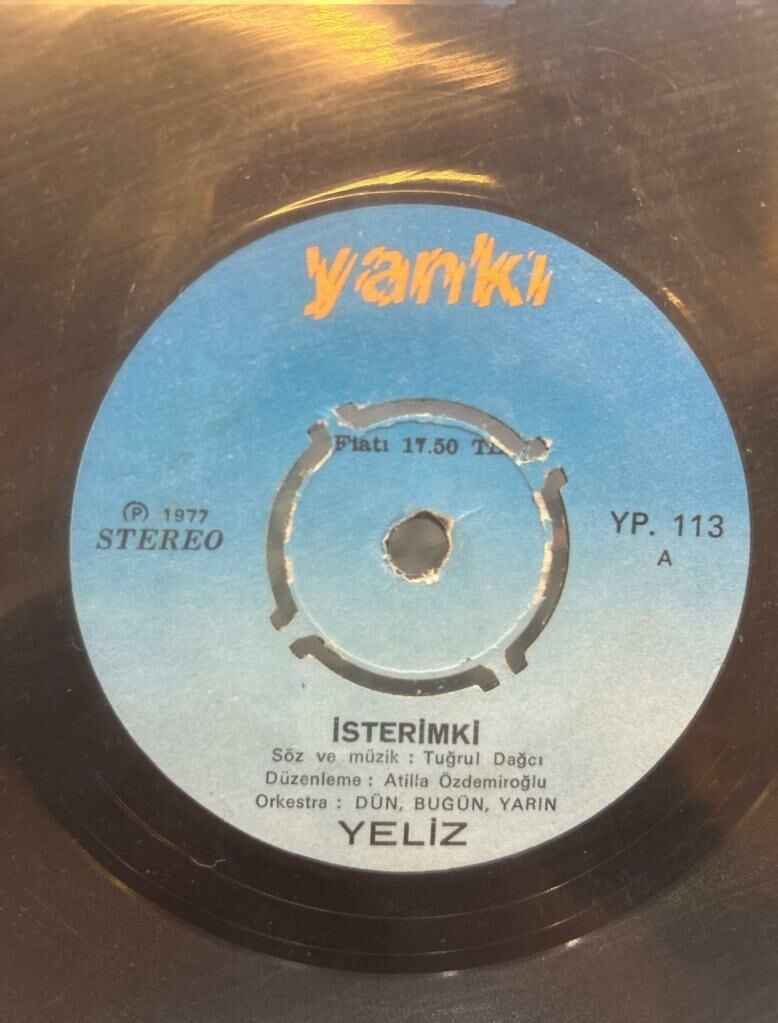 yankı
Fiatı 17.50 TL
℗ 1977
STEREO
YP. 113
A
İSTERİMKİ
Söz ve müzik : Tuğrul Dağcı
Düzenleme : Atilla Özdemiroğlu
Orkestra : DÜN, BUGÜN, YARIN
YELİZ